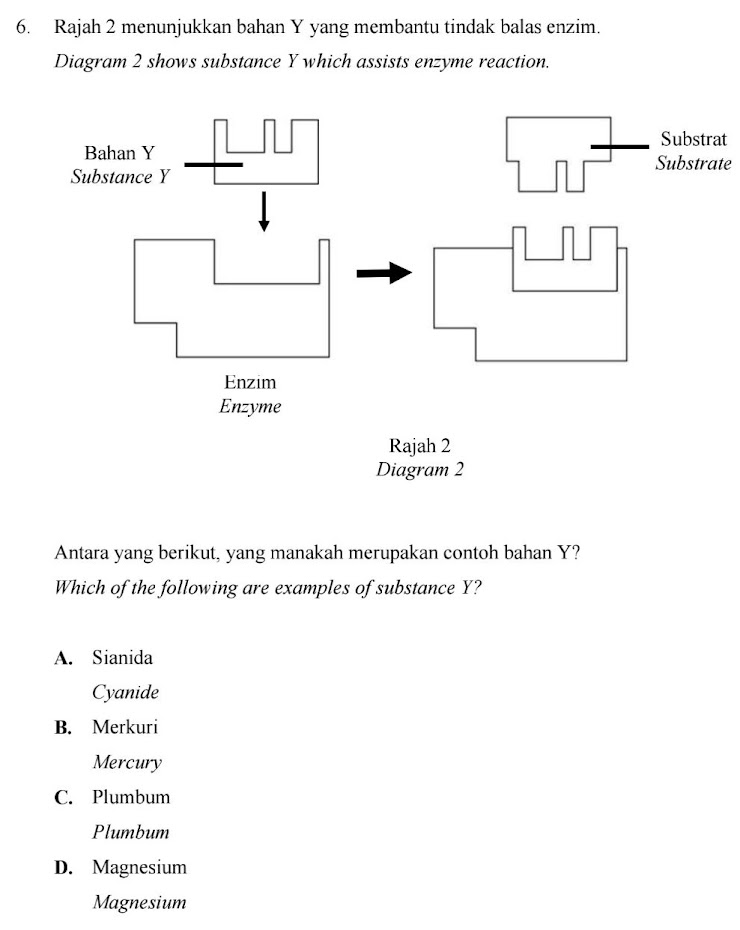 6. Rajah 2 menunjukkan bahan Y yang membantu tindak balas enzim.
Diagram 2 shows substance Y which assists enzyme reaction.
Bahan Y
Substance Y
Substrat
Substrate
Enzim
Enzyme
Rajah 2
Diagram 2
Antara yang berikut, yang manakah merupakan contoh bahan Y?
Which of the following are examples of substance Y?
A. Sianida
Cyanide
B. Merkuri
Mercury
C. Plumbum
Plumbum
D. Magnesium
Magnesium